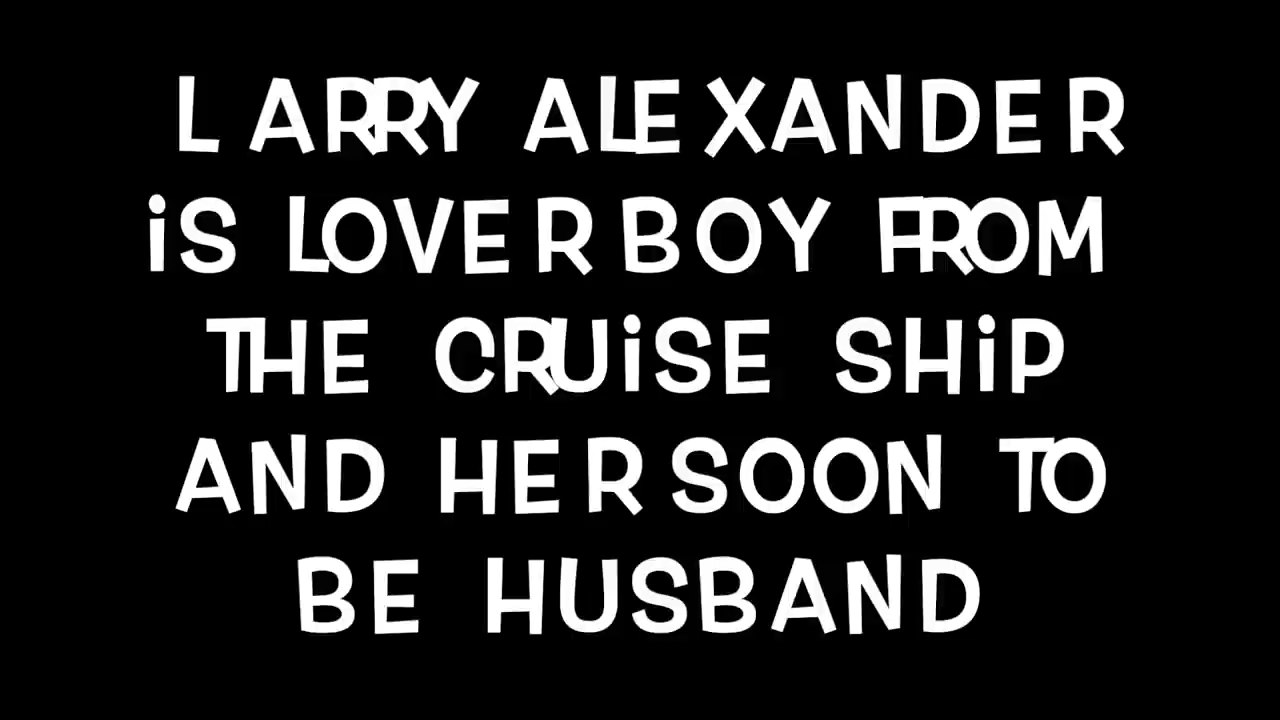 LARRY ALEXANDER
iS LOVERBOY FROM
THE CRUiSE SHiP
AND HER SOON TO
BE HUSBAND